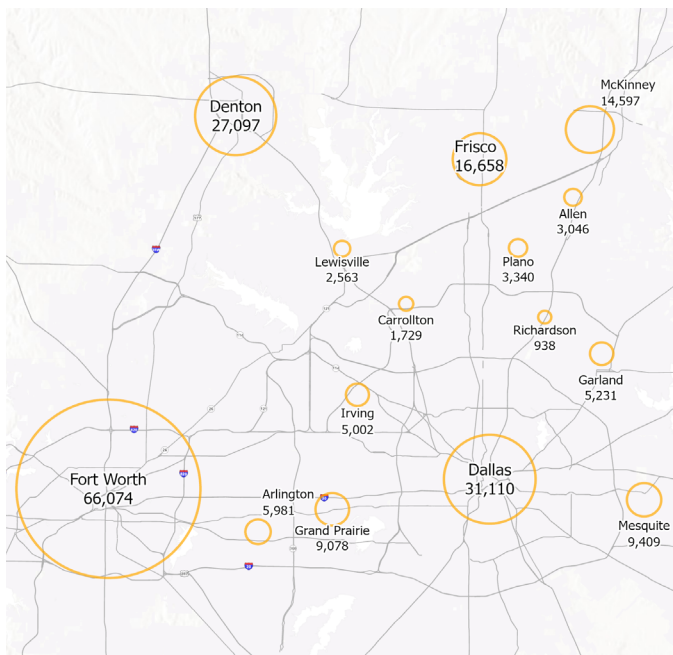 McKinney
14,597
Denton
27,097
Frisco
16,658
Allen
3,046
Lewisville
2,563
Plano
3,340
Carrollton
1,729
Richardson
938
Garland
5,231
Irving
5,002
Fort Worth
66,074
Dallas
31,110
Arlington
5,981
Grand Prairie
9,078
Mesquite
9,409